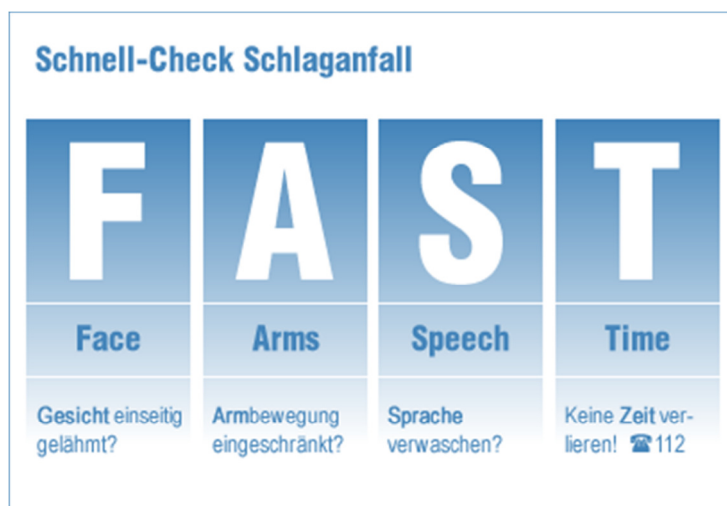 Schnell-Check Schlaganfall
F A S T
Face Arms Speech Time
Gesicht einseitig
gelähmt?
Armbewegung
eingeschränkt?
Sprache
verwaschen?
Keine Zeit ver-
lieren! ☎112